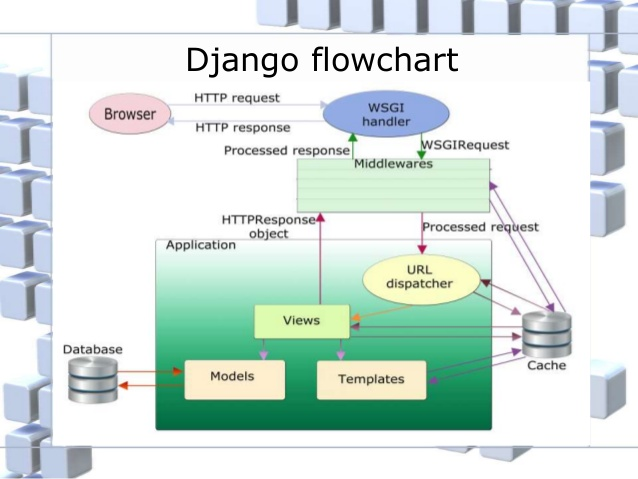 Django flowchart
HTTP request
Browser
WSGI
handler
HTTP response
Processed response
WSGIRequest
Middlewares
HTTPResponse
object
Processed request
Application
URL
dispatcher
Views
Database
Models
Templates
Cache